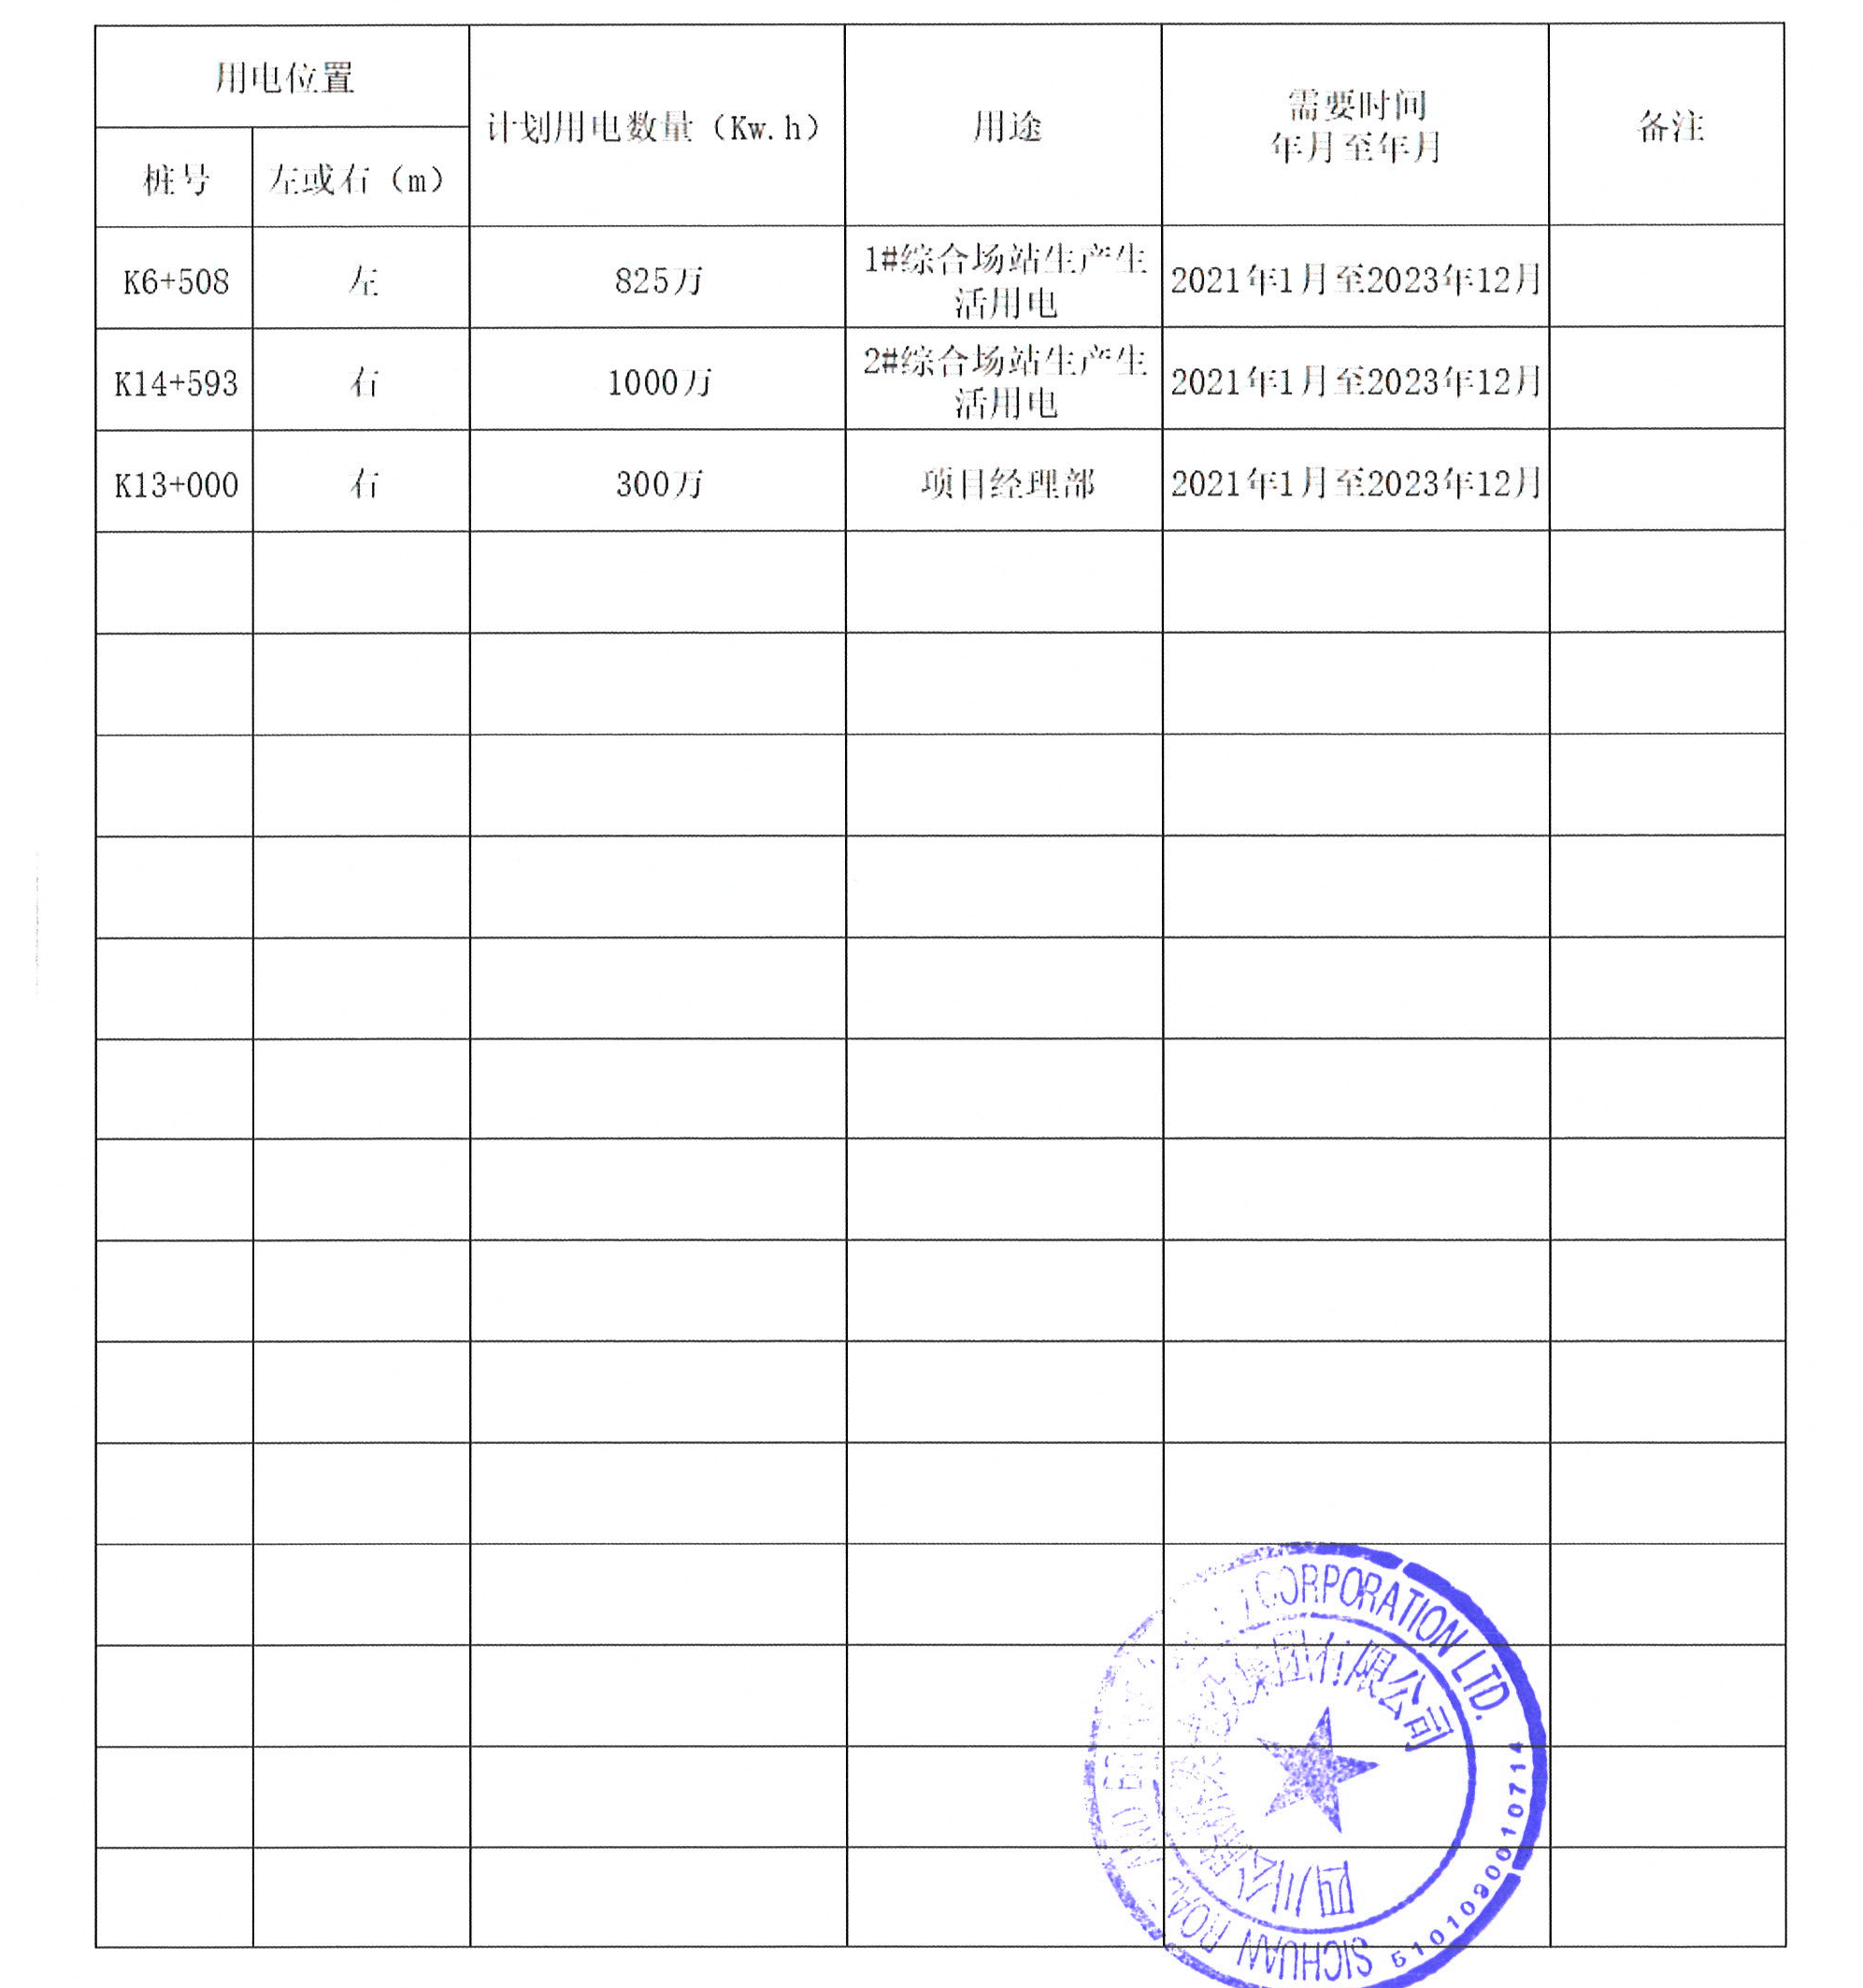 用电位置
计划用电数量（Kw.h）
用途
需要时间
年月至年月
备注
桩号
左或右（m）
K6+508
左
825万
1#综合场站生产生
活用电
2021年1月至2023年12月
K14+593
右
1000万
2#综合场站生产生
活用电
2021年1月至2023年12月
K13+000
右
300万
项目经理部
2021年1月至2023年12月
SICHUAN ROAD
CORPORATION LTD.
四川公路桥梁建设集团有限公司
5101090010714